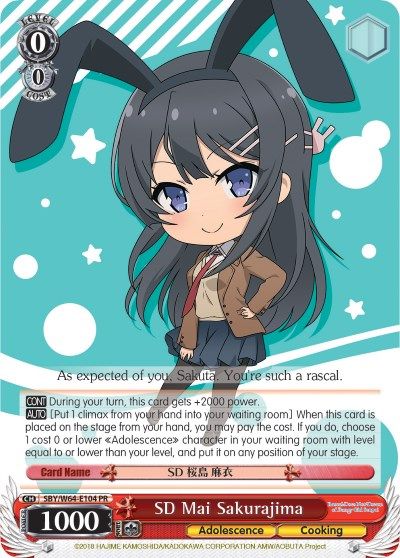 LEVEL
0
0
COST
As expected of you, Sakuta. You're such a rascal.
CONT During your turn, this card gets +2000 power.
AUTO [Put 1 climax from your hand into your waiting room] When this card is
placed on the stage from your hand, you may pay the cost. If you do, choose
1 cost 0 or lower «Adolescence» character in your waiting room with level
equal to or lower than your level, and put it on any position of your stage.
Card Name
SD 桜島 麻衣
CH SBY/W64-E104 PR
POWER 1000
SD Mai Sakurajima
Adolescence
Cooking
©2018 HAJIME KAMOSHIDA/KADOKAWA CORPORATION AMW/AOBUTA Project